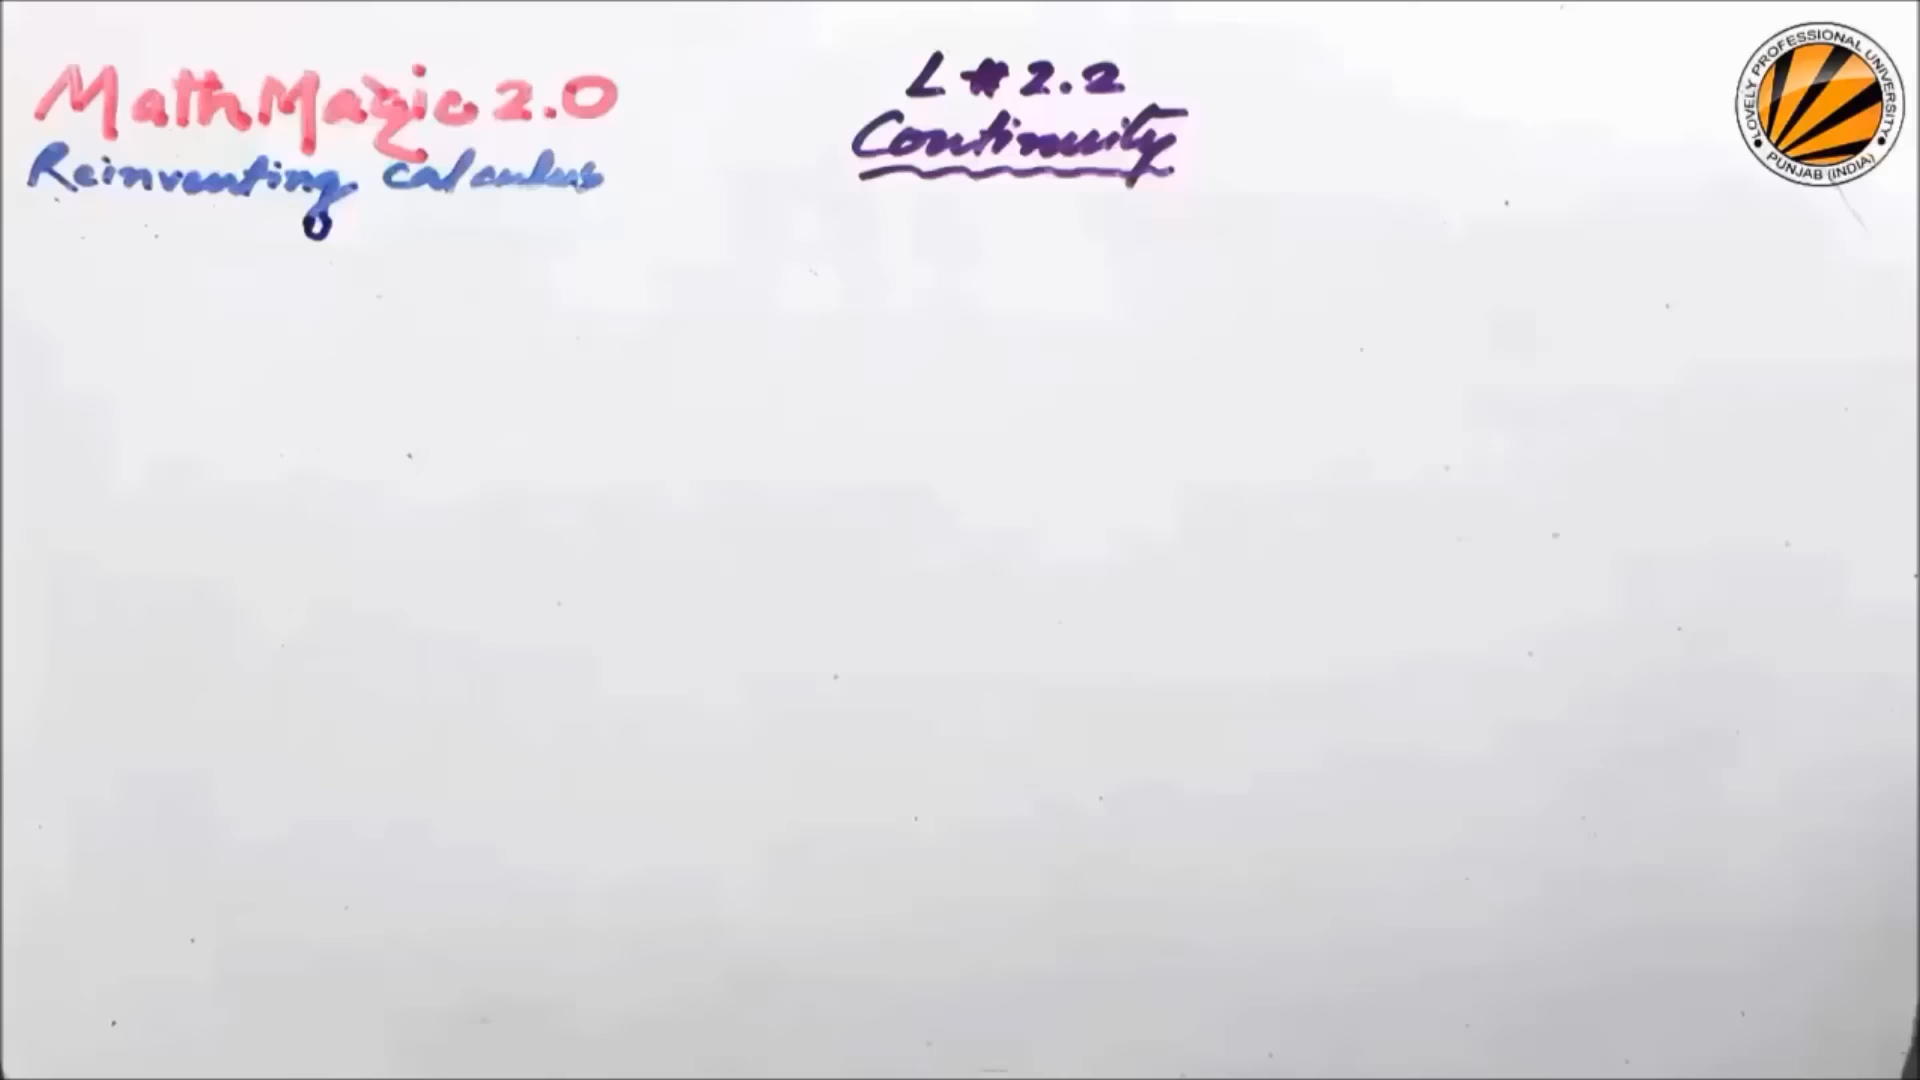 MathMagic 2.0
Reinventing calculus
L # 2.2
Continuity
LOVELY PROFESSIONAL UNIVERSITY
PUNJAB (INDIA)